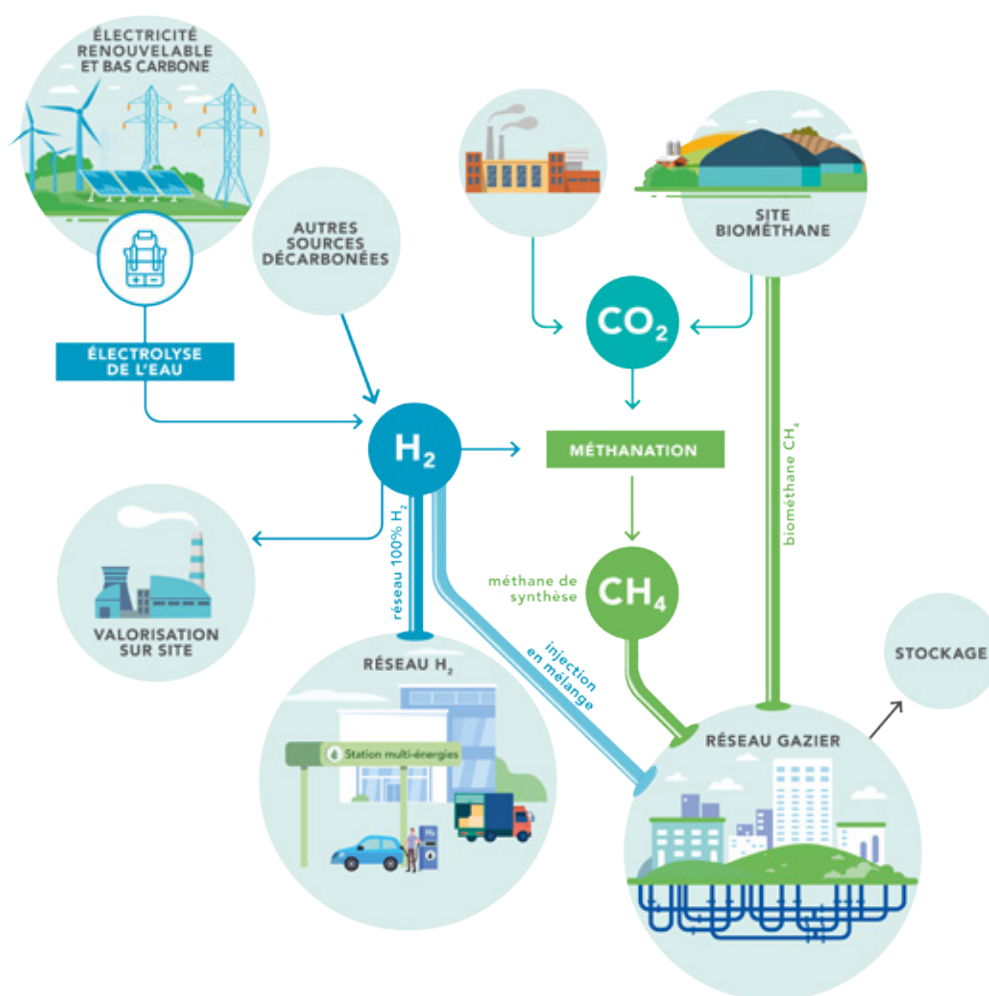 ÉLECTRICITÉ
RENOUVELABLE
ET BAS CARBONE
AUTRES
SOURCES
DÉCARBONÉES
SITE
BIOMÉTHANE
CO₂
ÉLECTROLYSE
DE L'EAU
H₂
MÉTHANATION
biométhane CH₄
réseau 100% H₂
méthane de
synthèse
CH₄
VALORISATION
SUR SITE
injection
en mélange
STOCKAGE
RÉSEAU H₂
RÉSEAU GAZIER
Station multi-énergies
H₂